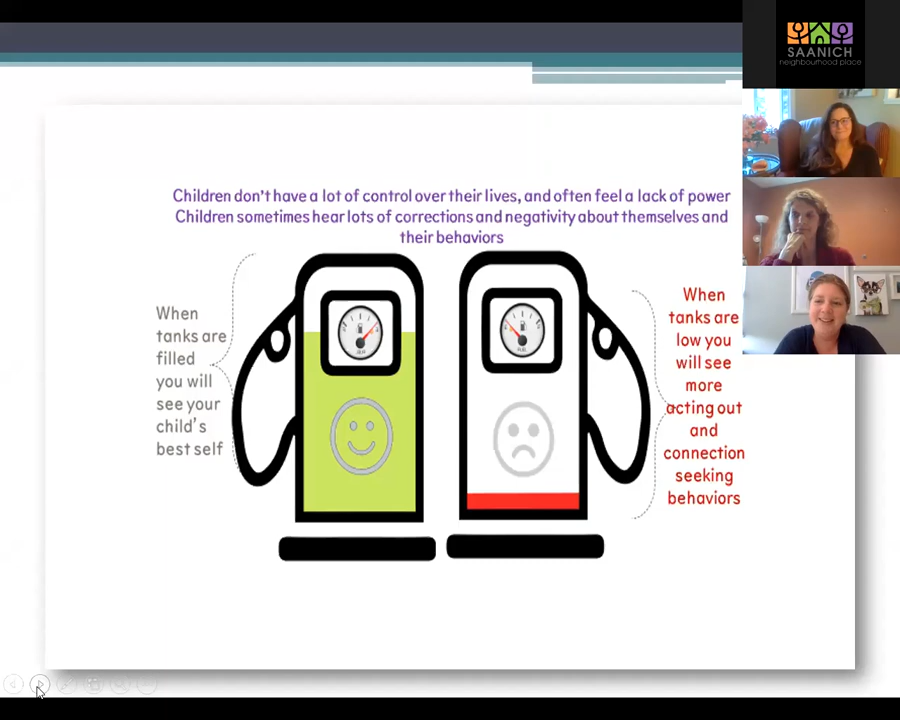 SAANICH
neighbourhood place
Children don't have a lot of control over their lives, and often feel a lack of power
Children sometimes hear lots of corrections and negativity about themselves and
their behaviors
When
tanks are
filled
you will
see your
child's
best self
When
tanks are
low you
will see
more
acting out
and
connection
seeking
behaviors